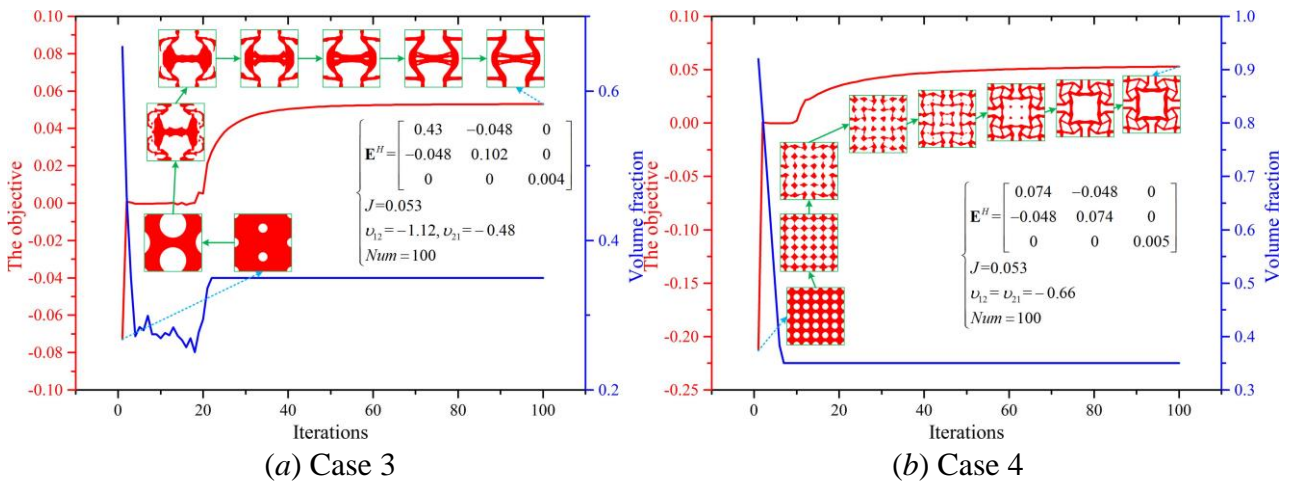 0.10
0.08
0.06
0.04
0.02
0.00
-0.02
-0.04
-0.06
-0.08
-0.10
The objective
0.6
0.4
0.2
Volume fraction
0 20 40 60 80 100
Iterations
E^H = [ 0.43 −0.048 0
−0.048 0.102 0
0 0 0.004 ]
J=0.053
υ12=−1.12, υ21=−0.48
Num=100
(a) Case 3
0.10
0.05
0.00
-0.05
-0.10
-0.15
-0.20
-0.25
The objective
1.0
0.9
0.8
0.7
0.6
0.5
0.4
0.3
Volume fraction
0 20 40 60 80 100
Iterations
E^H = [ 0.074 −0.048 0
−0.048 0.074 0
0 0 0.005 ]
J=0.053
υ12=υ21=−0.66
Num=100
(b) Case 4